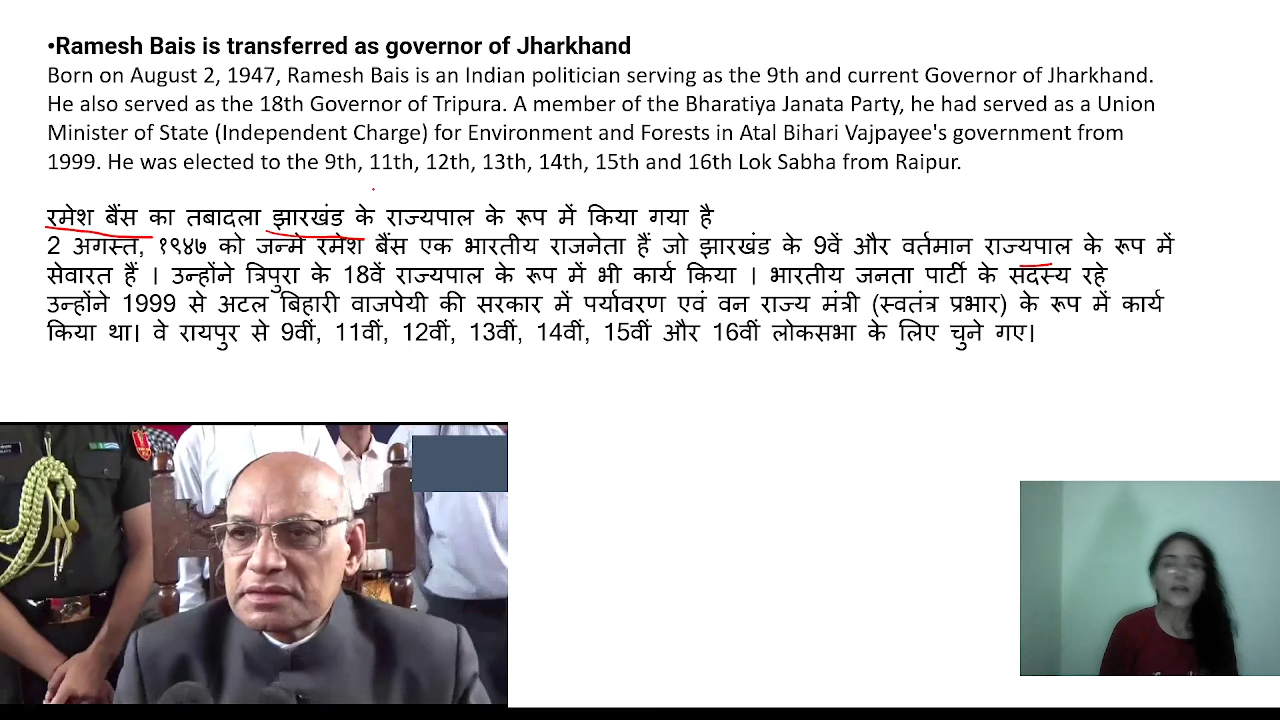 •Ramesh Bais is transferred as governor of Jharkhand
Born on August 2, 1947, Ramesh Bais is an Indian politician serving as the 9th and current Governor of Jharkhand.
He also served as the 18th Governor of Tripura. A member of the Bharatiya Janata Party, he had served as a Union
Minister of State (Independent Charge) for Environment and Forests in Atal Bihari Vajpayee's government from
1999. He was elected to the 9th, 11th, 12th, 13th, 14th, 15th and 16th Lok Sabha from Raipur.
रमेश बैंस का तबादला झारखंड के राज्यपाल के रूप में किया गया है
2 अगस्त, १९४७ को जन्मे रमेश बैंस एक भारतीय राजनेता हैं जो झारखंड के 9वें और वर्तमान राज्यपाल के रूप में
सेवारत हैं । उन्होंने त्रिपुरा के 18वें राज्यपाल के रूप में भी कार्य किया । भारतीय जनता पार्टी के सदस्य रहे
उन्होंने 1999 से अटल बिहारी वाजपेयी की सरकार में पर्यावरण एवं वन राज्य मंत्री (स्वतंत्र प्रभार) के रूप में कार्य
किया था। वे रायपुर से 9वीं, 11वीं, 12वीं, 13वीं, 14वीं, 15वीं और 16वीं लोकसभा के लिए चुने गए।